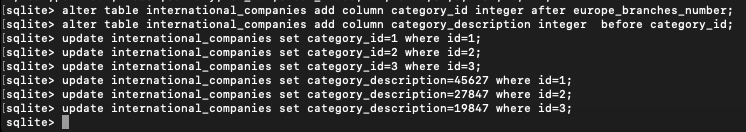 [sqlite> alter table international_companies add column category_id integer after europe_branches_number;
[sqlite> alter table international_companies add column category_description integer  before category_id;
[sqlite> update international_companies set category_id=1 where id=1;
[sqlite> update international_companies set category_id=2 where id=2;
[sqlite> update international_companies set category_id=3 where id=3;
[sqlite> update international_companies set category_description=45627 where id=1;
[sqlite> update international_companies set category_description=27847 where id=2;
[sqlite> update international_companies set category_description=19847 where id=3;
sqlite>